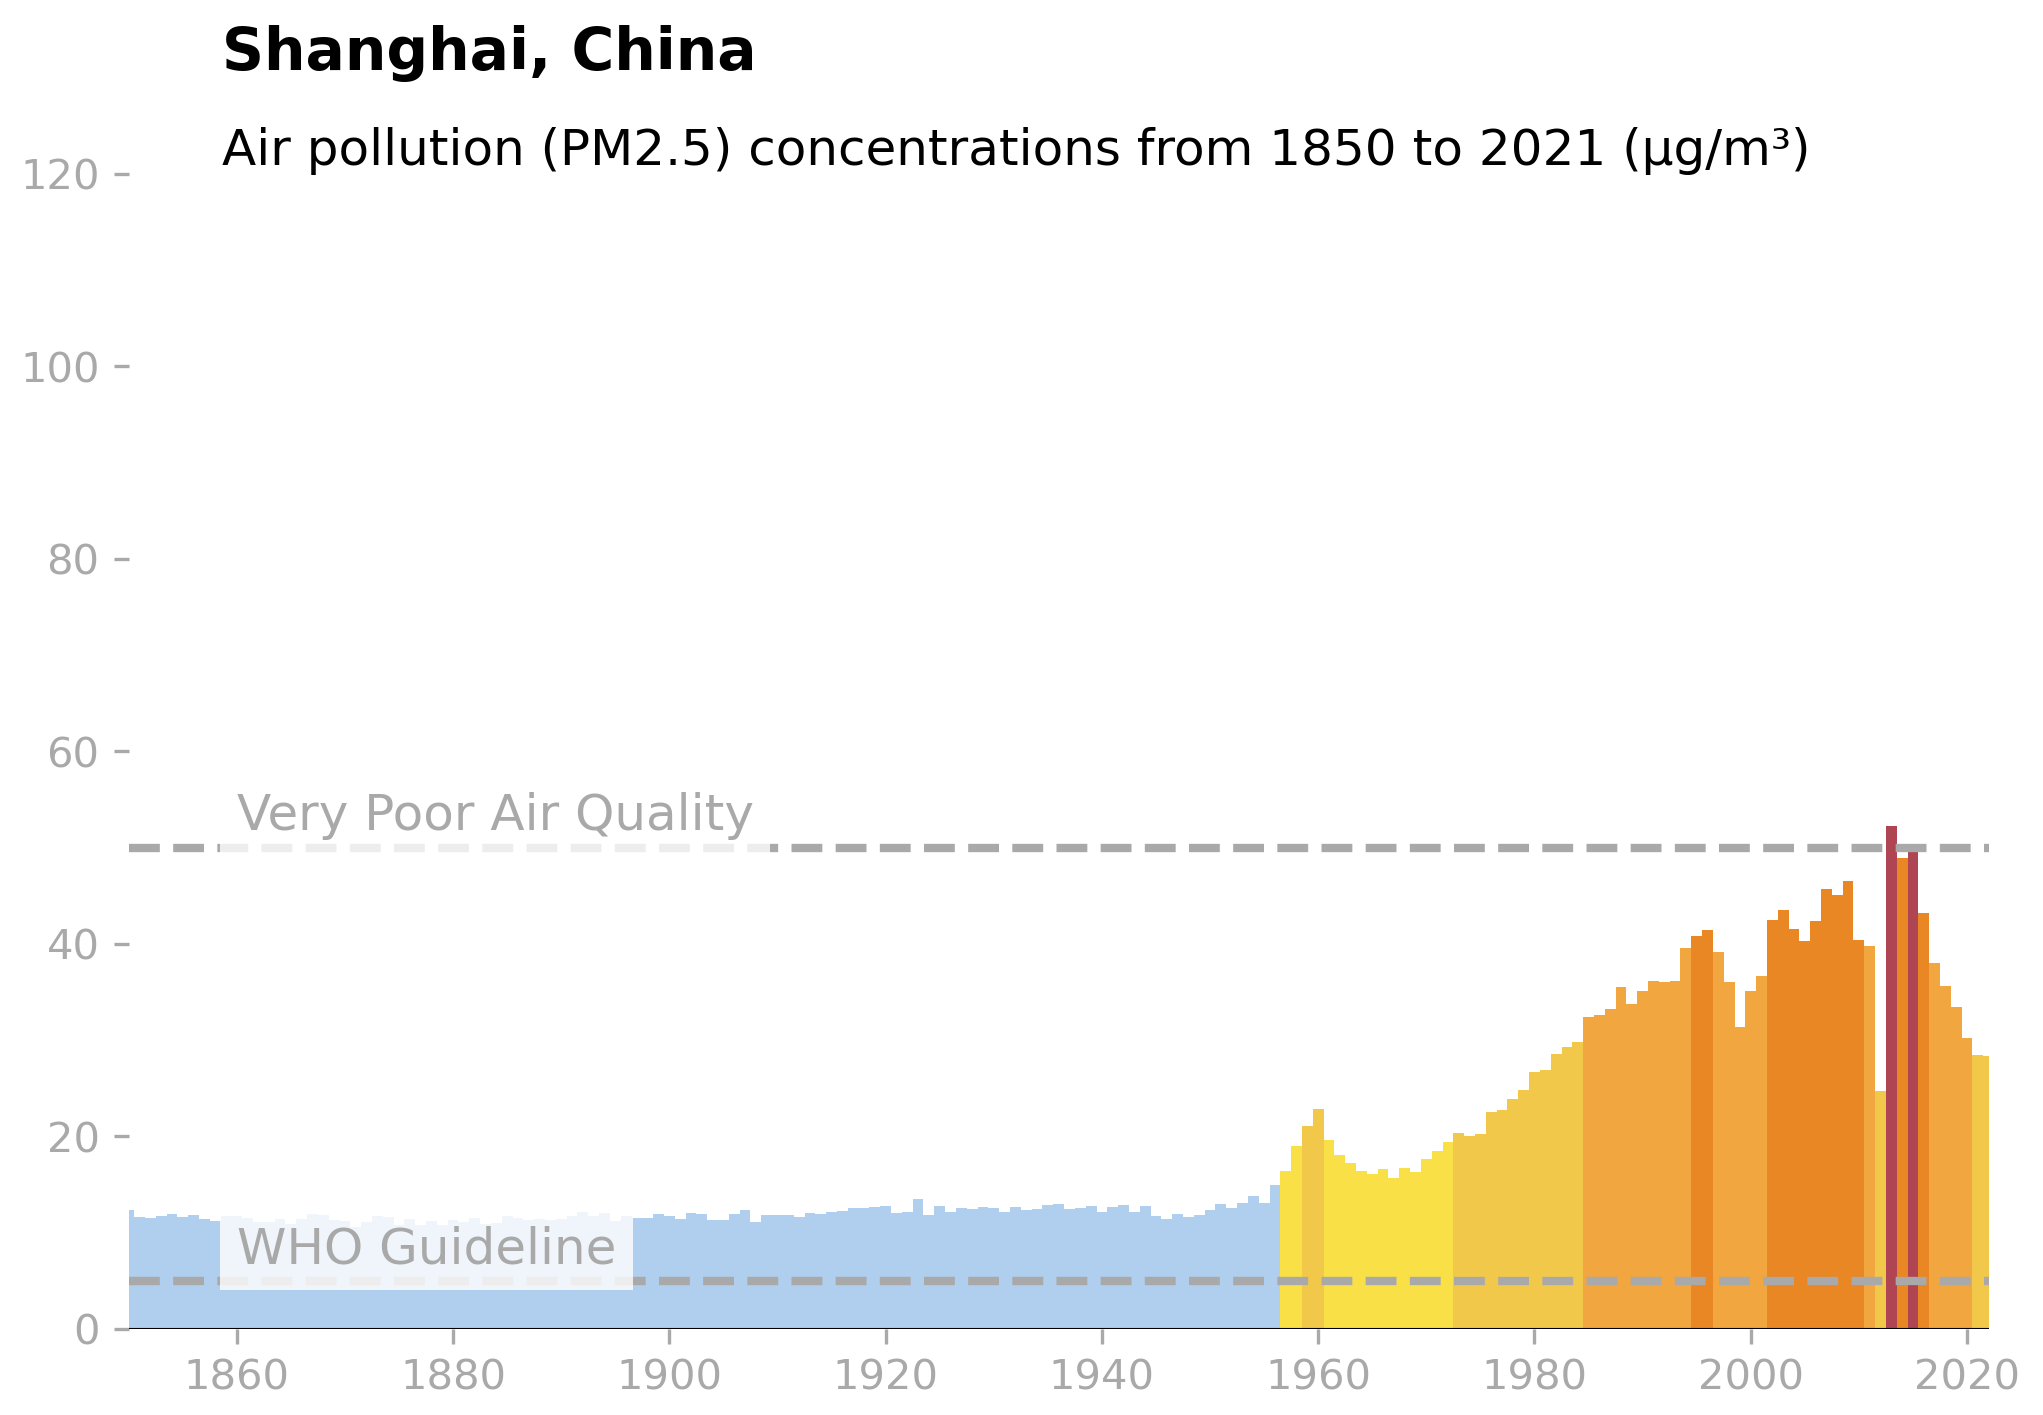 Shanghai, China
Air pollution (PM2.5) concentrations from 1850 to 2021 (µg/m³)
120
100
80
60
Very Poor Air Quality
40
20
WHO Guideline
0
1860 1880 1900 1920 1940 1960 1980 2000 2020